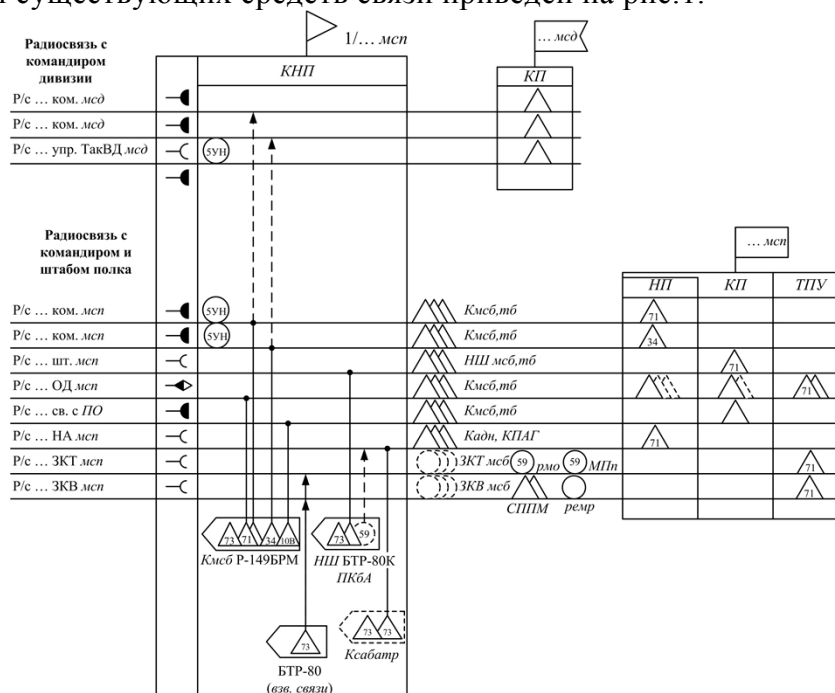 существующих средств связи приведен на рис.1.
1/... мсп
... мсд
Радиосвязь с
командиром
дивизии
КНП
КП
Р/с ... ком. мсд
Р/с ... ком. мсд
Р/с ... упр. ТакВД мсд
5УН
Радиосвязь с
командиром и
штабом полка
... мсп
НП
КП
ТПУ
Р/с ... ком. мсп
5УН
Кмсб,тб
71
Р/с ... ком. мсп
5УН
Кмсб,тб
34
Р/с ... шт. мсп
НШ мсб,тб
71
Р/с ... ОД мсп
Кмсб,тб
71
Р/с ... св. с ПО
Кмсб,тб
Р/с ... НА мсп
Кадн, КПАГ
71
Р/с ... ЗКТ мсп
ЗКТ мсб
59
рмо
59
МПп
71
Р/с ... ЗКВ мсп
ЗКВ мсб
71
СППМ
ремр
73
71
34
10В
73
59
Кмсб Р-149БРМ
НШ БТР-80К
ПКбА
73
73
73
Ксабатр
БТР-80
(взв. связи)